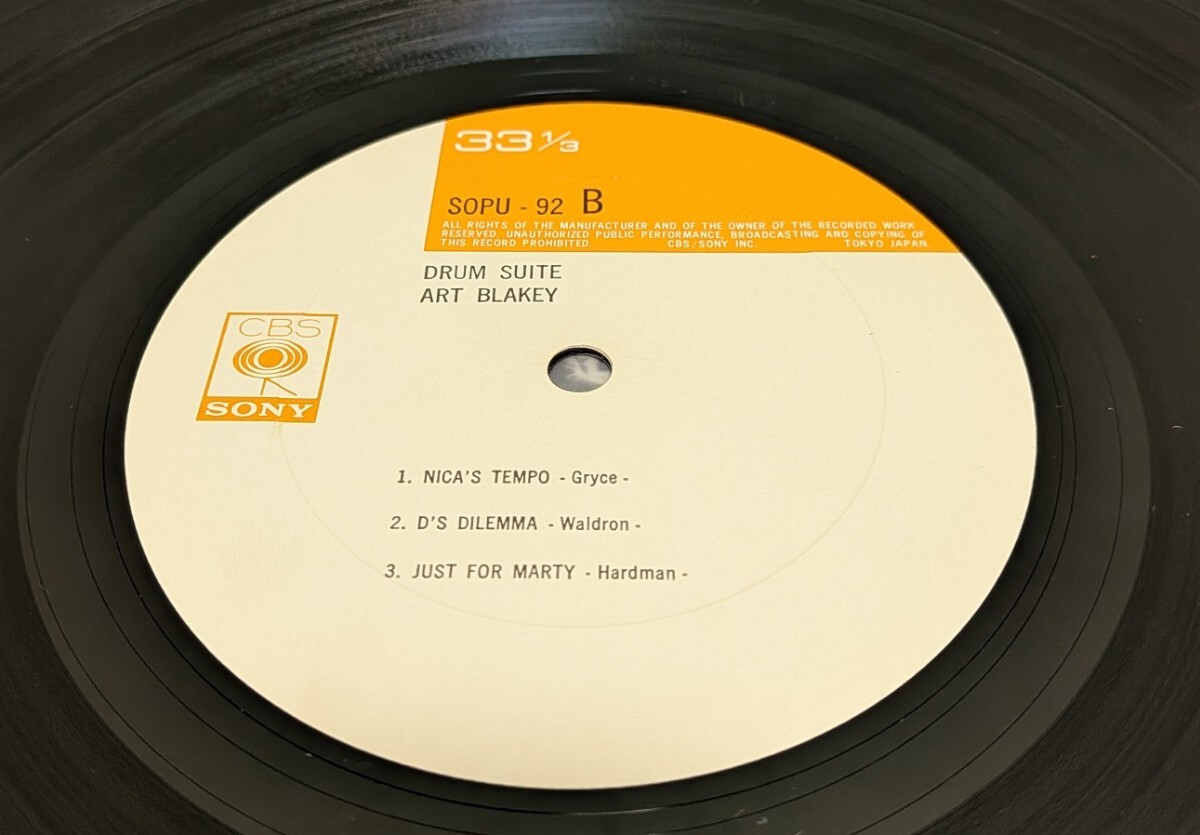 33 1/3
SOPU - 92 B
ALL RIGHTS OF THE MANUFACTURER AND OF THE OWNER OF THE RECORDED WORK
RESERVED. UNAUTHORIZED PUBLIC PERFORMANCE, BROADCASTING AND COPYING OF
THIS RECORD PROHIBITED. CBS/SONY INC. TOKYO JAPAN.
DRUM SUITE
ART BLAKEY
CBS
SONY
1. NICA'S TEMPO - Gryce -
2. D'S DILEMMA - Waldron -
3. JUST FOR MARTY - Hardman -